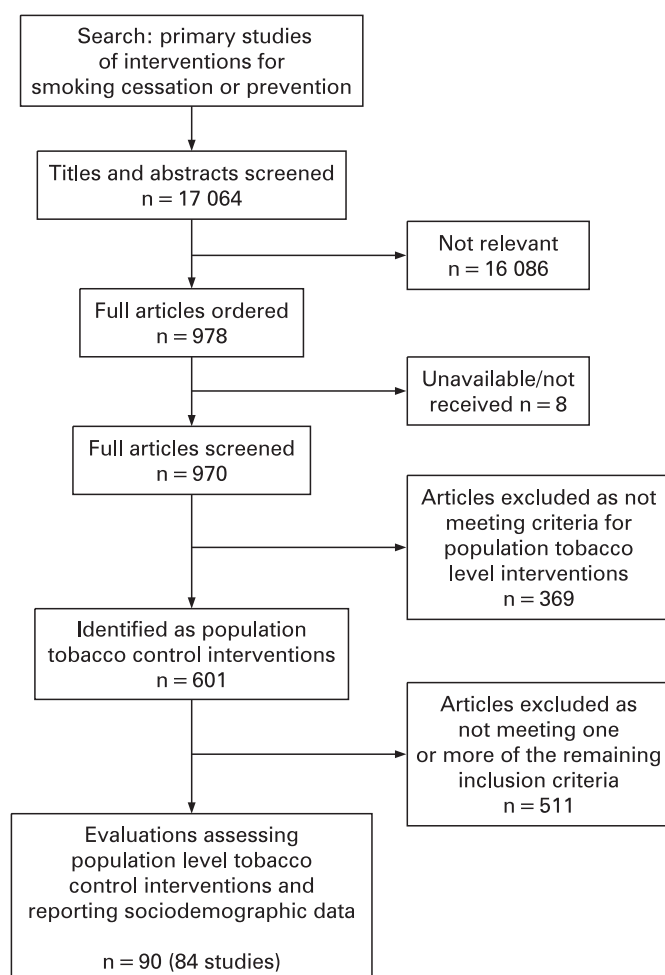 Search: primary studies
of interventions for
smoking cessation or prevention
Titles and abstracts screened
n = 17 064
Not relevant
n = 16 086
Full articles ordered
n = 978
Unavailable/not
received n = 8
Full articles screened
n = 970
Articles excluded as not
meeting criteria for
population tobacco
level interventions
n = 369
Identified as population
tobacco control interventions
n = 601
Articles excluded as
not meeting one
or more of the remaining
inclusion criteria
n = 511
Evaluations assessing
population level tobacco
control interventions and
reporting sociodemographic data
n = 90 (84 studies)